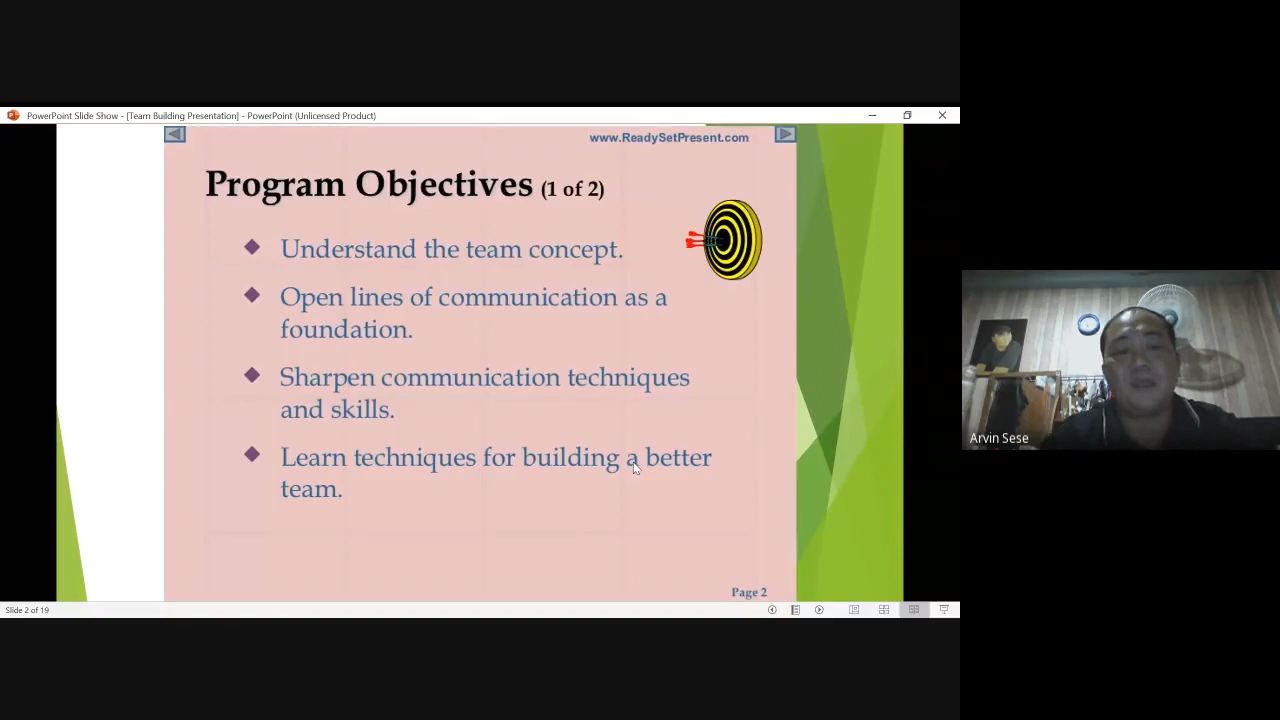 PowerPoint Slide Show - [Team Building Presentation] - PowerPoint (Unlicensed Product)
www.ReadySetPresent.com
Program Objectives (1 of 2)
Understand the team concept.
Open lines of communication as a
foundation.
Sharpen communication techniques
and skills.
Learn techniques for building a better
team.
Page 2
Slide 2 of 19
Arvin Sese